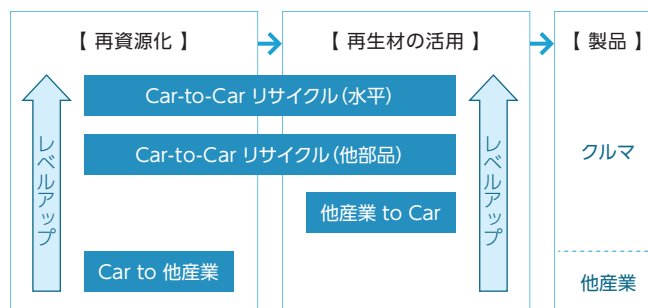 【 再資源化 】
【 再生材の活用 】
【 製品 】
Car-to-Car リサイクル(水平)
Car-to-Car リサイクル(他部品)
他産業 to Car
Car to 他産業
レベルアップ
レベルアップ
クルマ
他産業